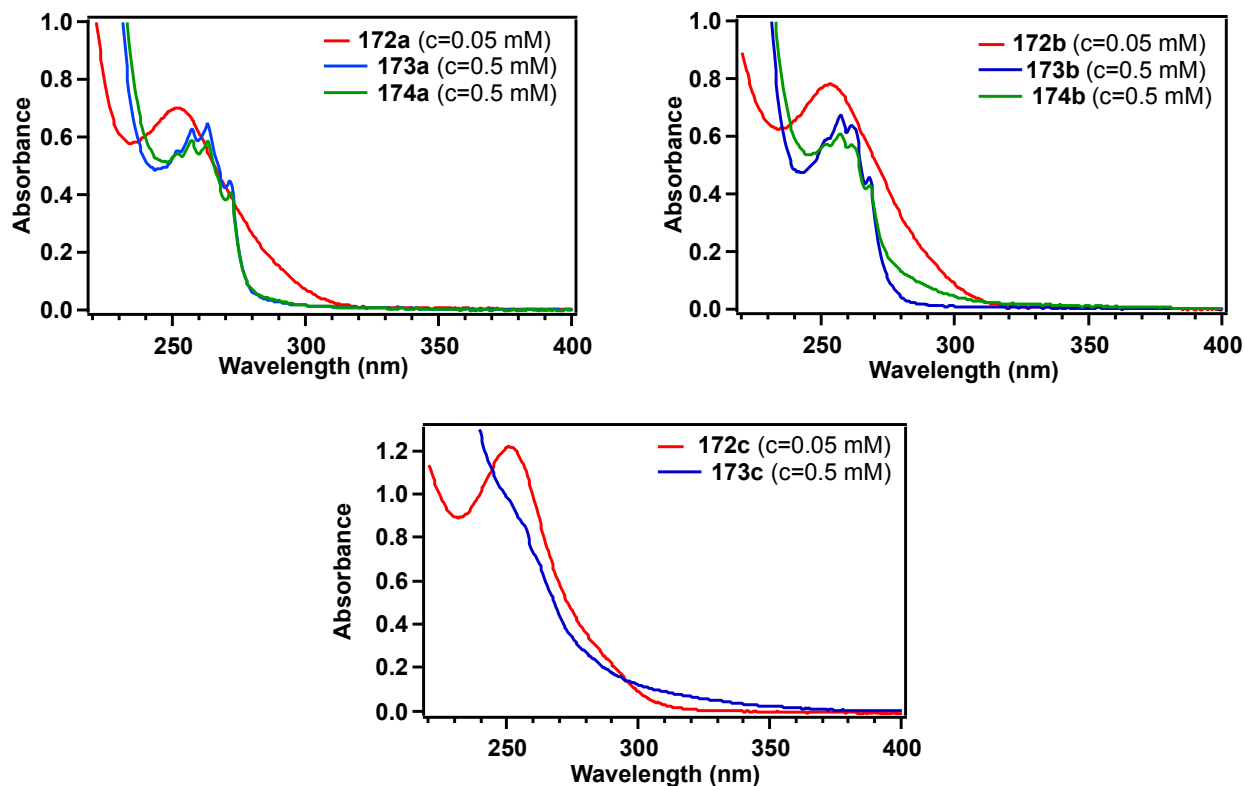 1.0
0.8
0.6
0.4
0.2
0.0
Absorbance
172a (c=0.05 mM)
173a (c=0.5 mM)
174a (c=0.5 mM)
250
300
350
400
Wavelength (nm)
1.0
0.8
0.6
0.4
0.2
0.0
Absorbance
172b (c=0.05 mM)
173b (c=0.5 mM)
174b (c=0.5 mM)
250
300
350
400
Wavelength (nm)
1.2
1.0
0.8
0.6
0.4
0.2
0.0
Absorbance
172c (c=0.05 mM)
173c (c=0.5 mM)
250
300
350
400
Wavelength (nm)